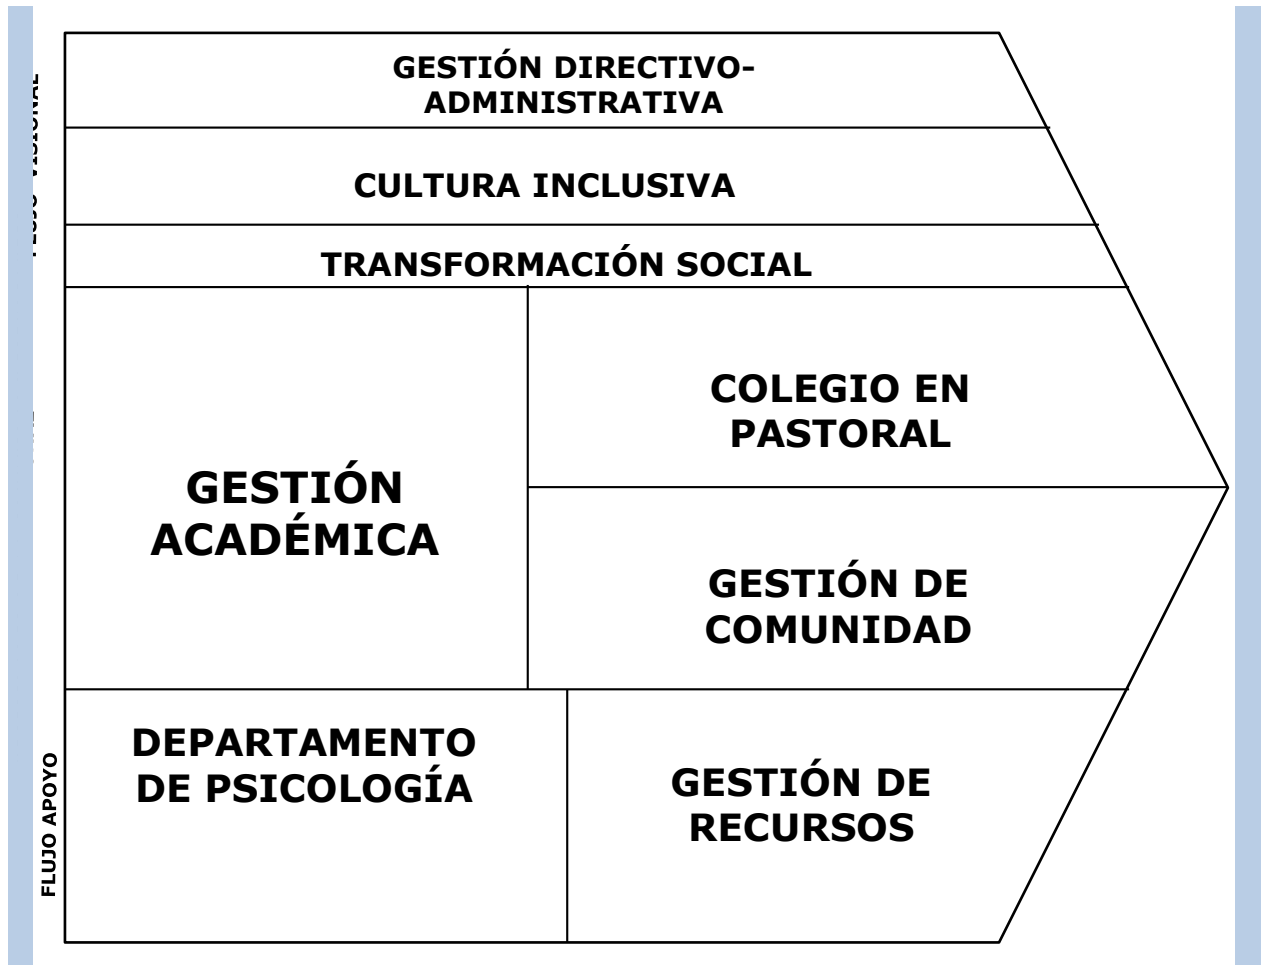 GESTIÓN DIRECTIVO-
ADMINISTRATIVA
CULTURA INCLUSIVA
TRANSFORMACIÓN SOCIAL
GESTIÓN
ACADÉMICA
COLEGIO EN
PASTORAL
GESTIÓN DE
COMUNIDAD
DEPARTAMENTO
DE PSICOLOGÍA
GESTIÓN DE
RECURSOS
FLUJO APOYO